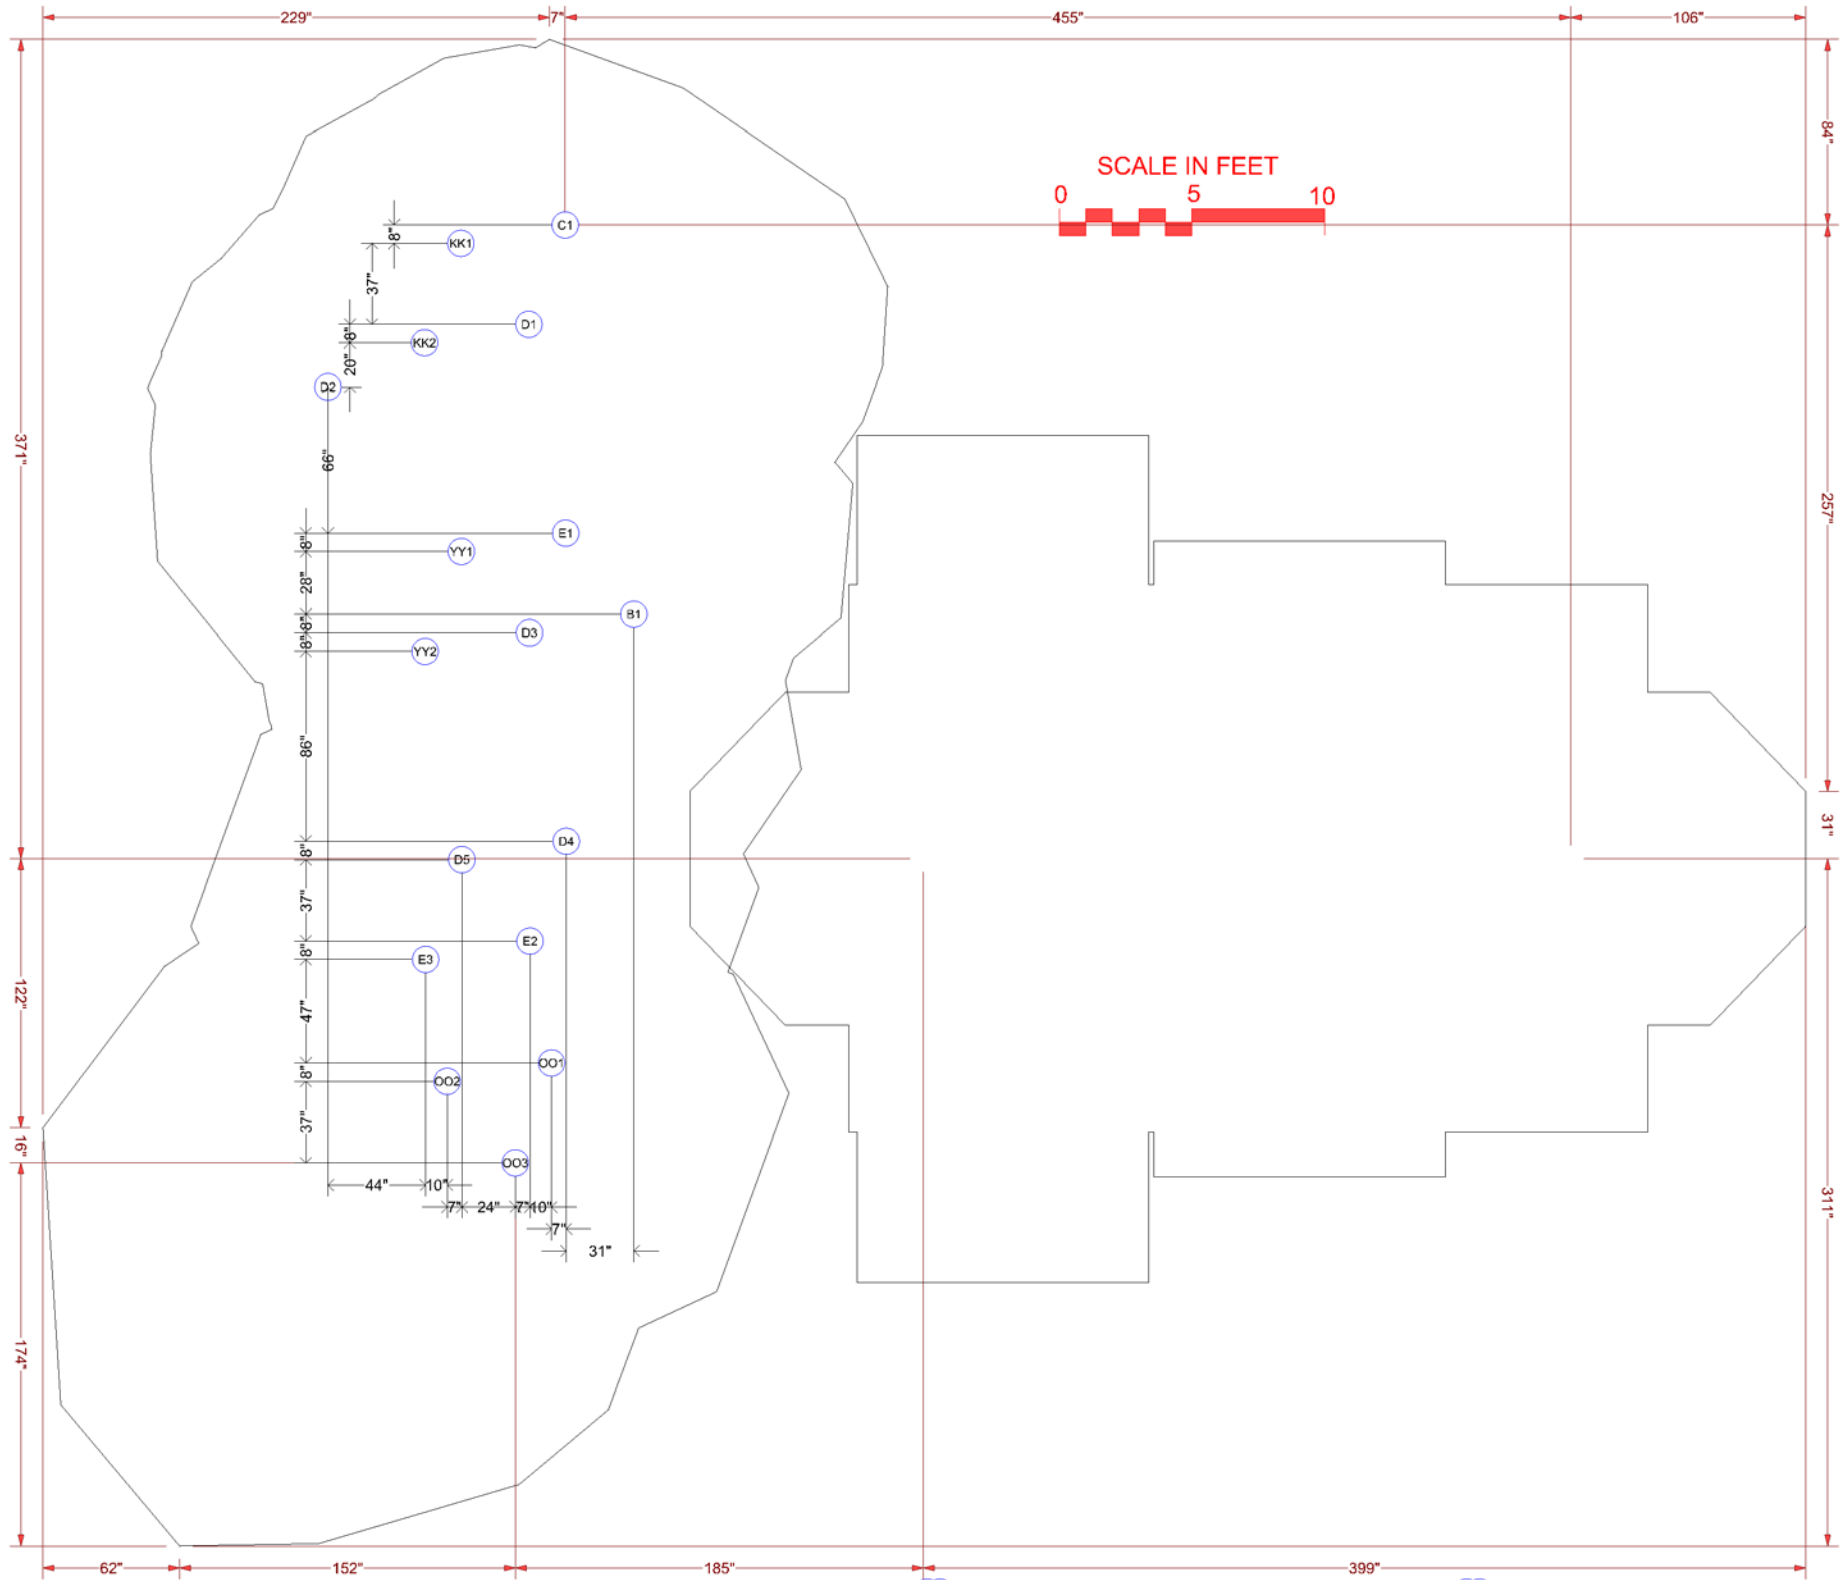 229" 7" 455" 106"
84"
SCALE IN FEET
0 5 10
C1
8"
KK1
37"
D1
8"
KK2
20"
D2
371"
66"
257"
E1
8"
YY1
28"
B1
8"
D3
8"
YY2
86"
31"
D4
8"
D5
37"
E2
8"
E3
122"
47"
OO1
8"
OO2
37"
16"
OO3
44" 10"
7" 24" 7" 10"
7"
31"
311"
174"
62" 152" 185" 399"